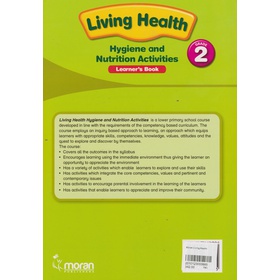 Living Health
Hygiene and
Nutrition Activities
GRADE
2
Learner's Book
Living Health Hygiene and Nutrition Activities is a lower primary school course
developed in line with the requirements of the competency based curriculum. The
course employs an inquiry based approach to learning, an approach which equips
learners with appropriate skills, competencies, knowledge, values, attitudes and the
quest to explore and discover by themselves.
The course:
• Covers all the outcomes in the syllabus
• Encourages learning using the immediate environment thus giving the learner an
opportunity to appreciate the environment
• Has a variety of activities which enable learners to explore and use their skills
• Has activities which integrate the core competencies, values and pertinent and
contemporary issues
• Has activities to encourage parental involvement in the learning of the learners
• Has activities that enable learners to appreciate and improve their community.
moran